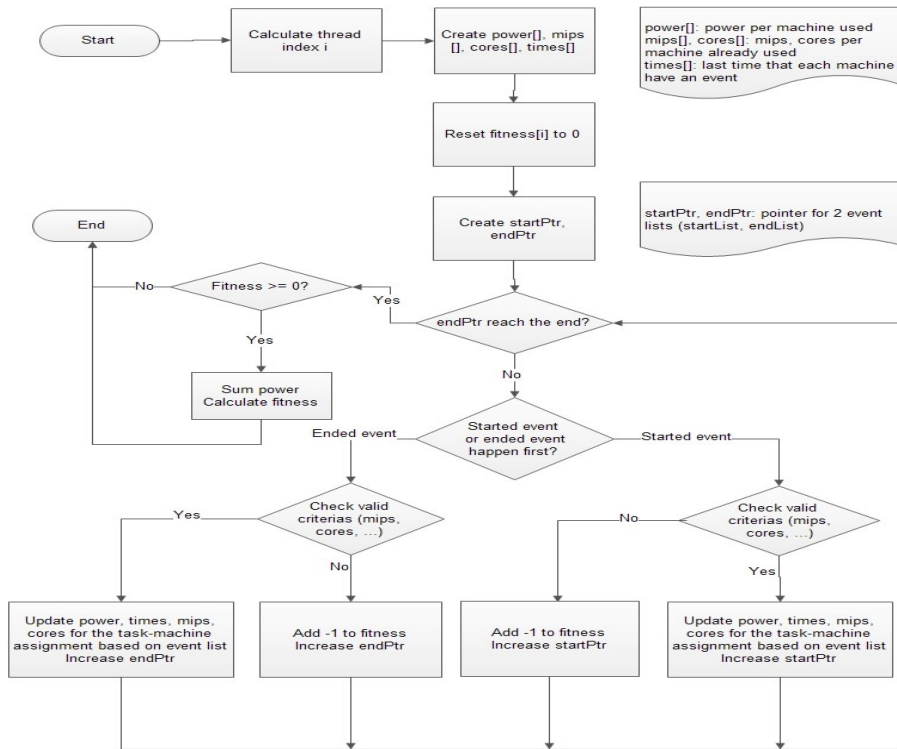 Start
Calculate thread
index i
Create power[], mips
[], cores[], times[]
power[]: power per machine used
mips[], cores[]: mips, cores per
machine already used
times[]: last time that each machine
have an event
Reset fitness[i] to 0
Create startPtr,
endPtr
startPtr, endPtr: pointer for 2 event
lists (startList, endList)
End
No
Fitness >= 0?
Yes
endPtr reach the end?
Yes
No
Sum power
Calculate fitness
Ended event
Started event
or ended event
happen first?
Started event
Yes
Check valid
criterias (mips,
cores, ...)
No
No
Check valid
criterias (mips,
cores, ...)
Yes
Update power, times, mips,
cores for the task-machine
assignment based on event list
Increase endPtr
Add -1 to fitness
Increase endPtr
Add -1 to fitness
Increase startPtr
Update power, times, mips,
cores for the task-machine
assignment based on event list
Increase startPtr